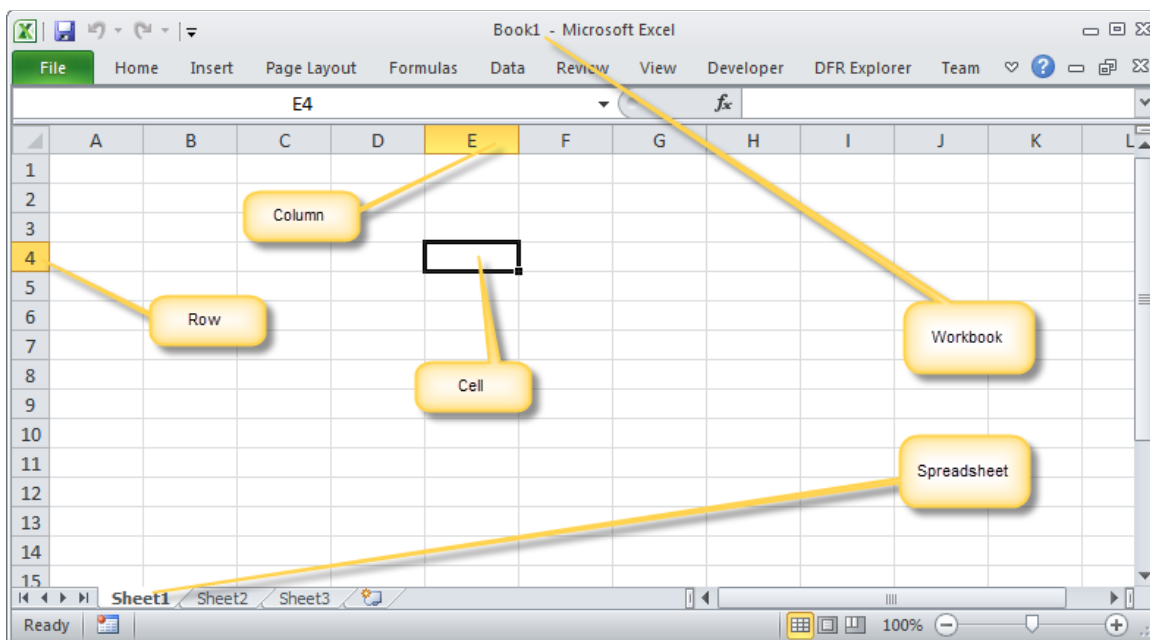 Book1 - Microsoft Excel
File Home Insert Page Layout Formulas Data Review View Developer DFR Explorer Team
E4 fx
A B C D E F G H I J K L
1
2
Column
3
4
5
6
Row
7
Workbook
8
Cell
9
10
11
Spreadsheet
12
13
14
15
Sheet1 Sheet2 Sheet3
Ready 100%